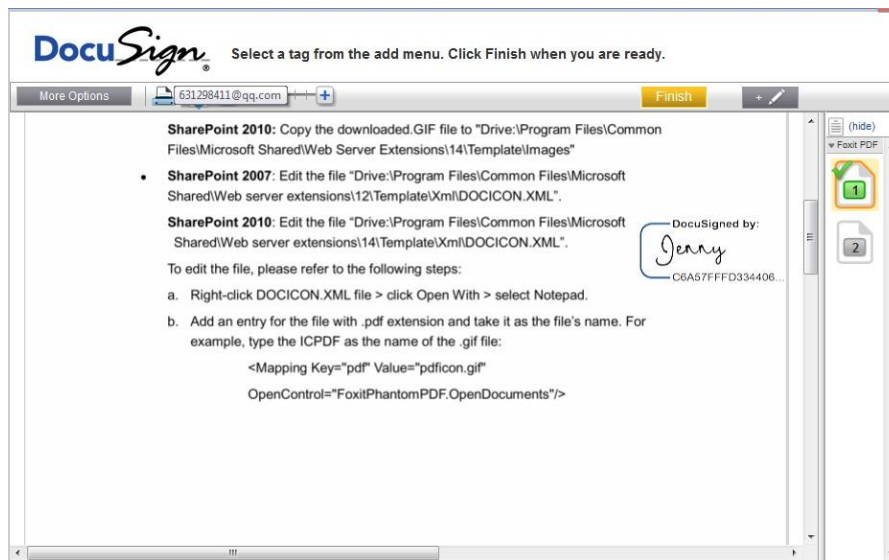 DocuSign® Select a tag from the add menu. Click Finish when you are ready.
More Options 631298411@qq.com Finish +
SharePoint 2010: Copy the downloaded.GIF file to "Drive:\Program Files\Common
Files\Microsoft Shared\Web Server Extensions\14\Template\Images"
(hide)
Foxit PDF
• SharePoint 2007: Edit the file “Drive:\Program Files\Common Files\Microsoft
Shared\Web server extensions\12\Template\Xml\DOCICON.XML”.
1
SharePoint 2010: Edit the file “Drive:\Program Files\Common Files\Microsoft
Shared\Web server extensions\14\Template\Xml\DOCICON.XML”.
DocuSigned by:
Jenny
C6A57FFFD334406...
2
To edit the file, please refer to the following steps:
a. Right-click DOCICON.XML file > click Open With > select Notepad.
b. Add an entry for the file with .pdf extension and take it as the file’s name. For
example, type the ICPDF as the name of the .gif file:
<Mapping Key="pdf" Value="pdficon.gif"
OpenControl="FoxitPhantomPDF.OpenDocuments"/>